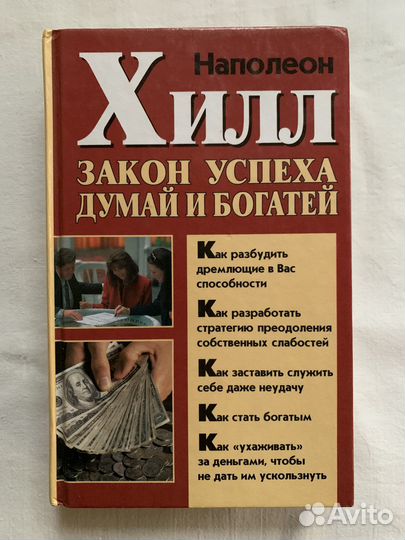 Наполеон
Хилл
ЗАКОН УСПЕХА
ДУМАЙ И БОГАТЕЙ
Как разбудить
дремлющие в Вас
способности
Как разработать
стратегию преодоления
собственных слабостей
Как заставить служить
себе даже неудачу
Как стать богатым
Как «ухаживать»
за деньгами, чтобы
не дать им ускользнуть
Avito